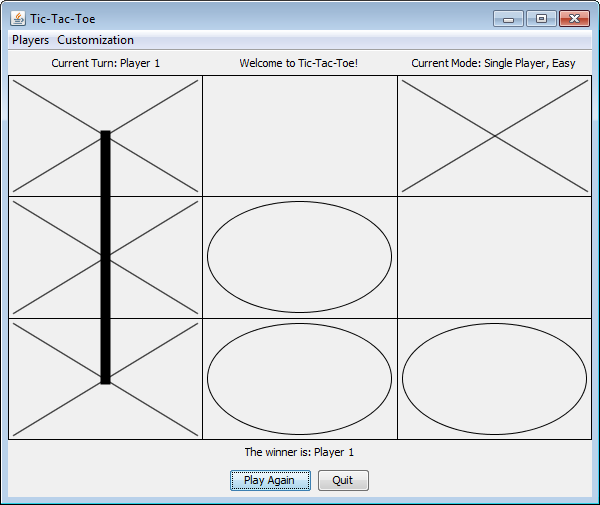 Tic-Tac-Toe
Players Customization
Current Turn: Player 1 Welcome to Tic-Tac-Toe! Current Mode: Single Player, Easy
The winner is: Player 1
Play Again Quit